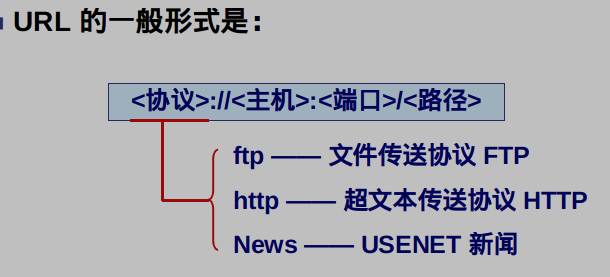 URL 的一般形式是：
<协议>://<主机>:<端口>/<路径>
ftp —— 文件传送协议 FTP
http —— 超文本传送协议 HTTP
News —— USENET 新闻